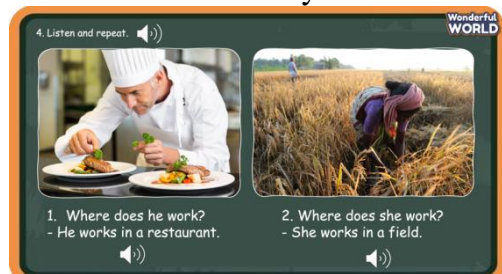 Wonderful
WORLD
4. Listen and repeat.
1. Where does he work?
- He works in a restaurant.
2. Where does she work?
- She works in a field.